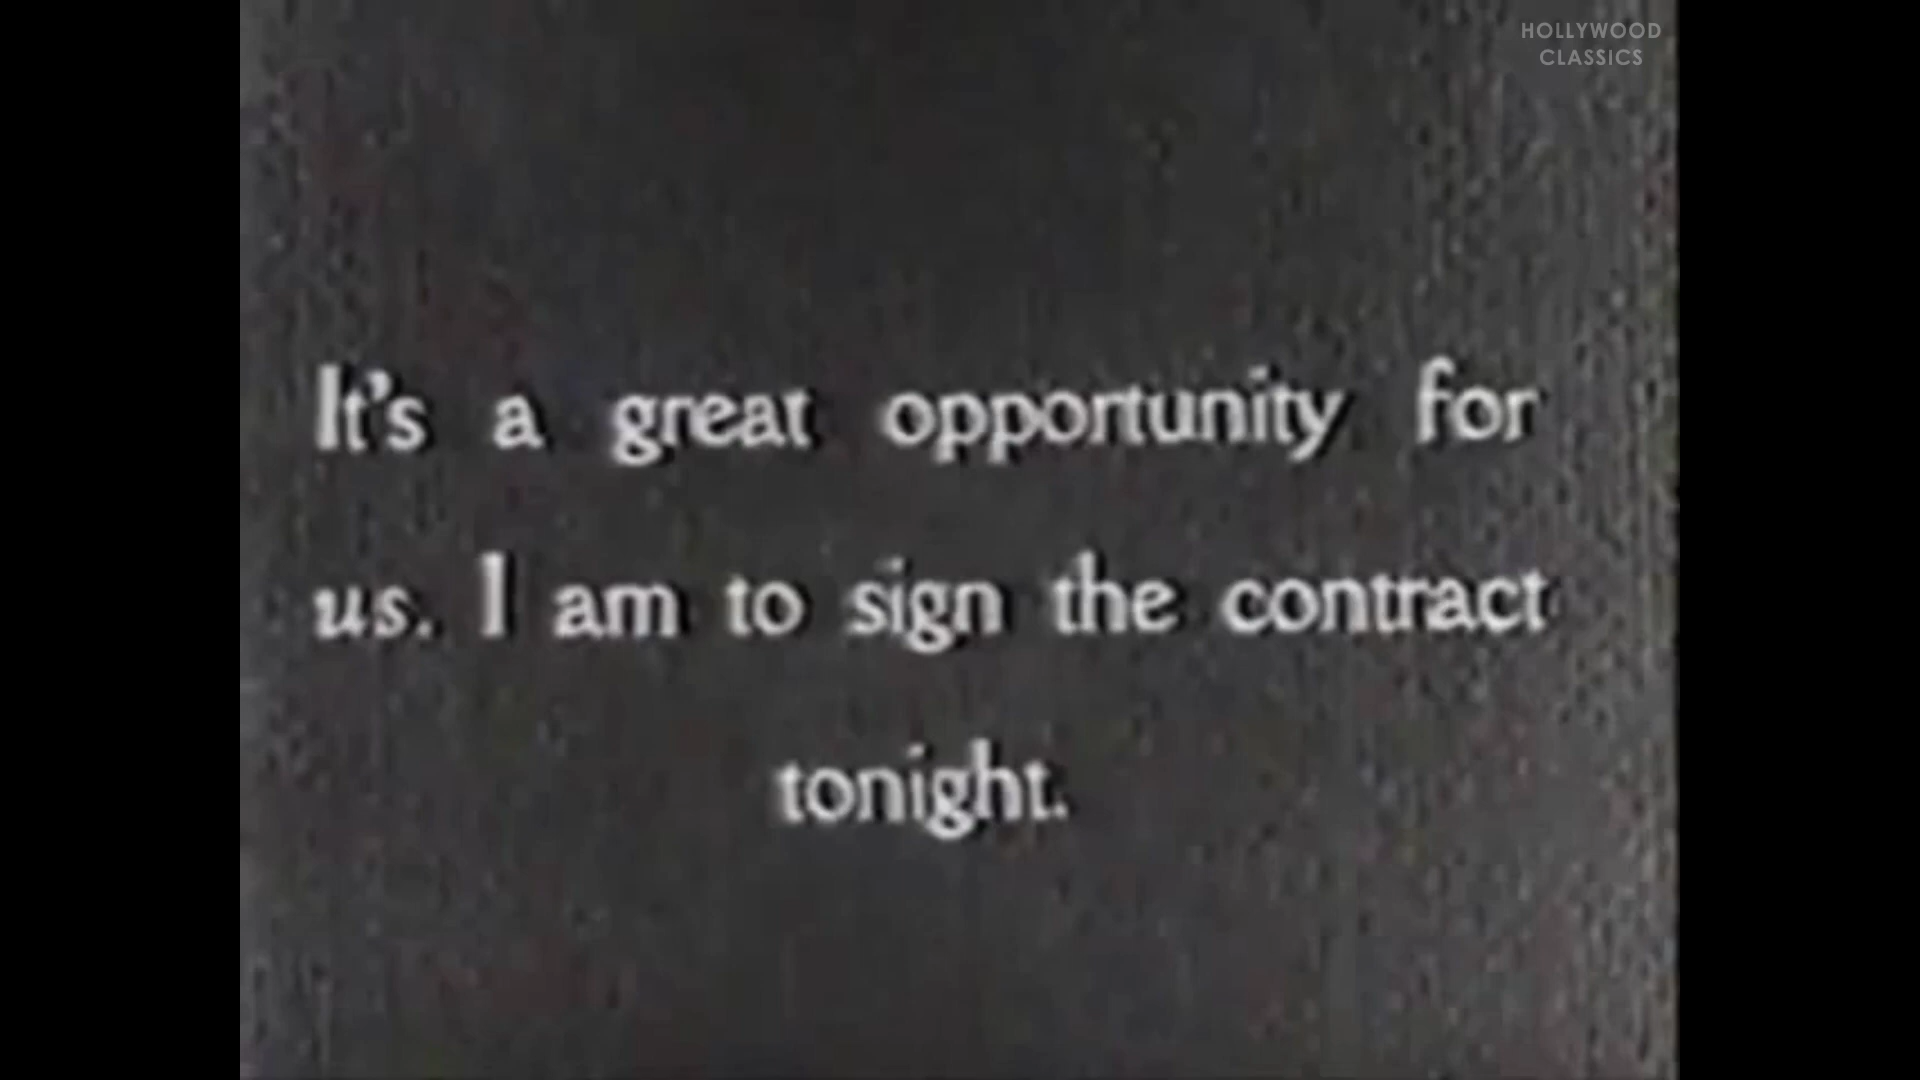 HOLLYWOOD
CLASSICS
It's a great opportunity for
us. I am to sign the contract
tonight.